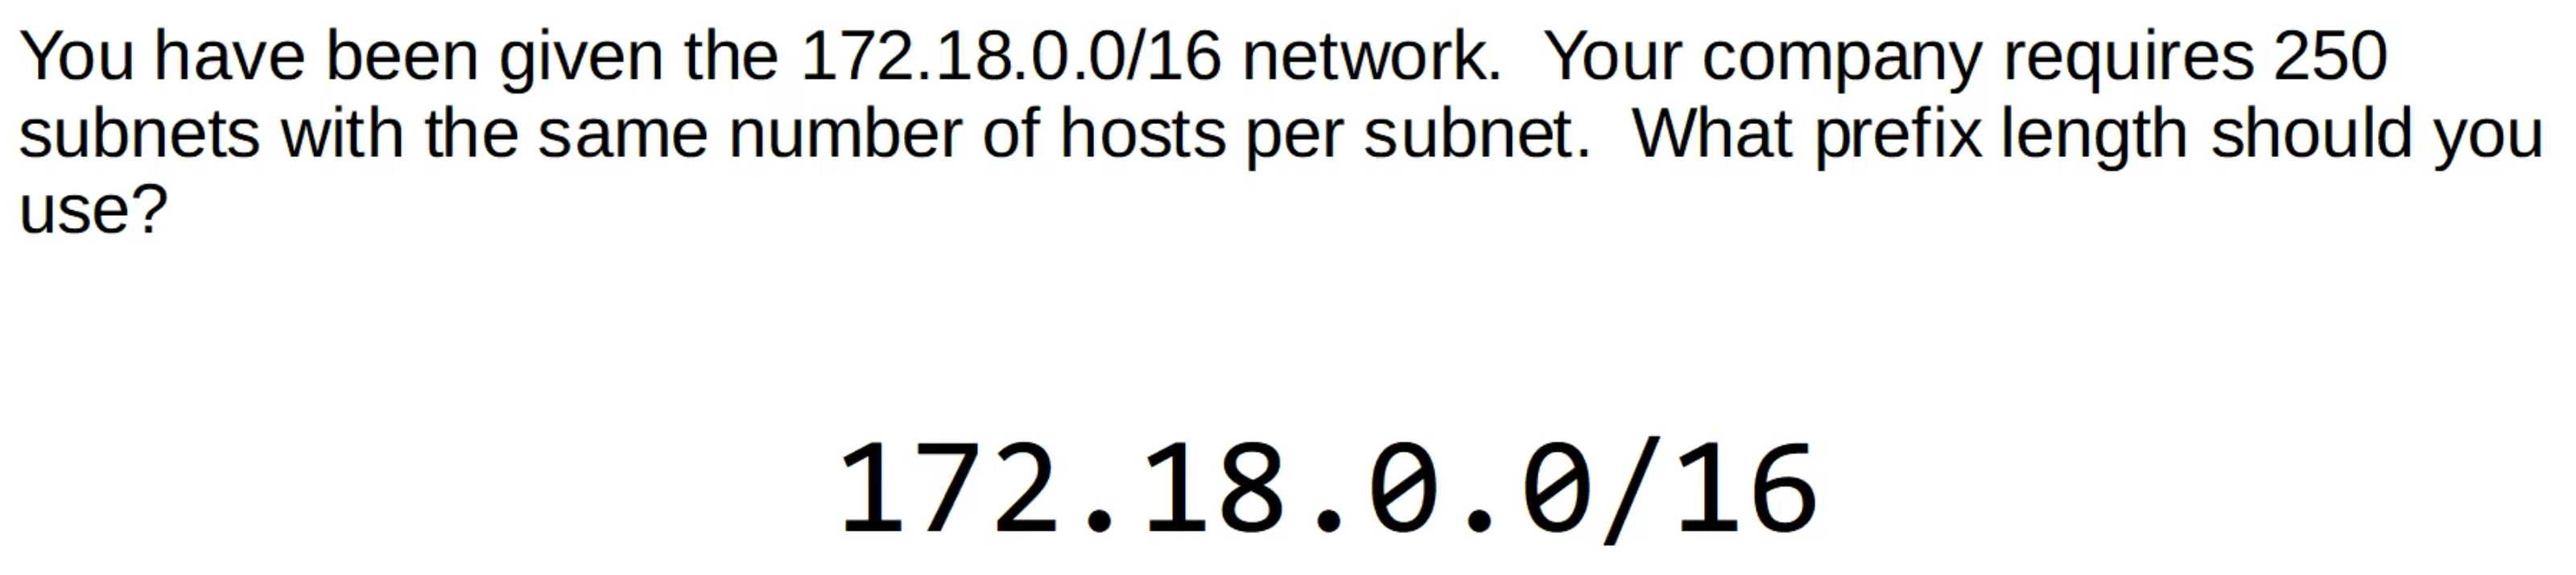 You have been given the 172.18.0.0/16 network.  Your company requires 250
subnets with the same number of hosts per subnet.  What prefix length should you
use?
172.18.0.0/16